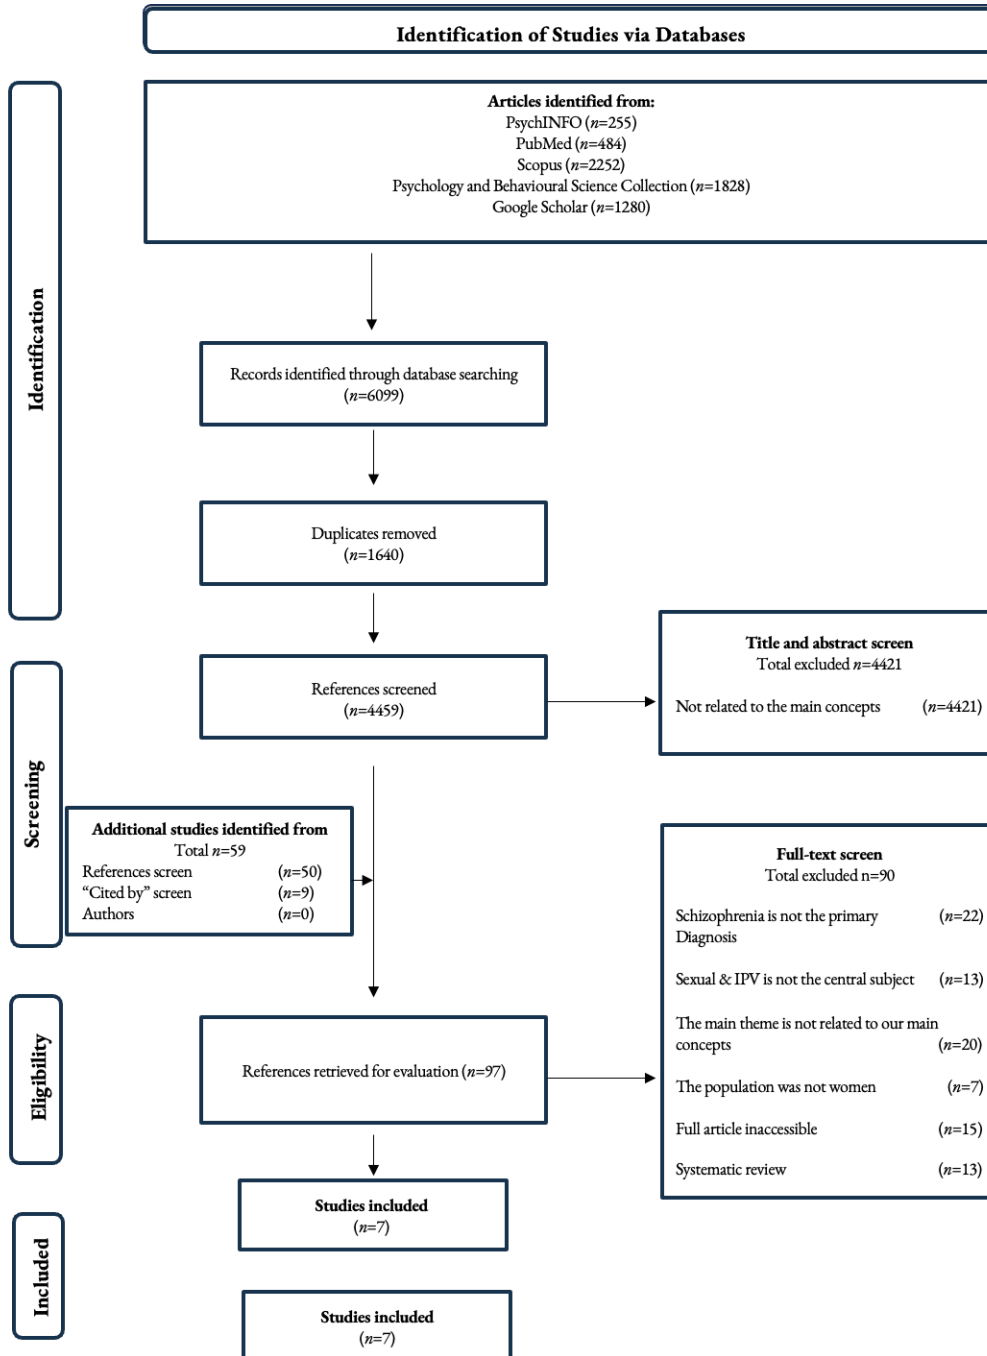 Identification of Studies via Databases
Identification
Articles identified from:
PsychINFO (n=255)
PubMed (n=484)
Scopus (n=2252)
Psychology and Behavioural Science Collection (n=1828)
Google Scholar (n=1280)
Records identified through database searching
(n=6099)
Duplicates removed
(n=1640)
Screening
References screened
(n=4459)
Title and abstract screen
Total excluded n=4421
Not related to the main concepts (n=4421)
Additional studies identified from
Total n=59
References screen (n=50)
“Cited by” screen (n=9)
Authors (n=0)
Eligibility
References retrieved for evaluation (n=97)
Full-text screen
Total excluded n=90
Schizophrenia is not the primary (n=22)
Diagnosis
Sexual & IPV is not the central subject (n=13)
The main theme is not related to our main
concepts (n=20)
The population was not women (n=7)
Full article inaccessible (n=15)
Systematic review (n=13)
Included
Studies included
(n=7)
Studies included
(n=7)